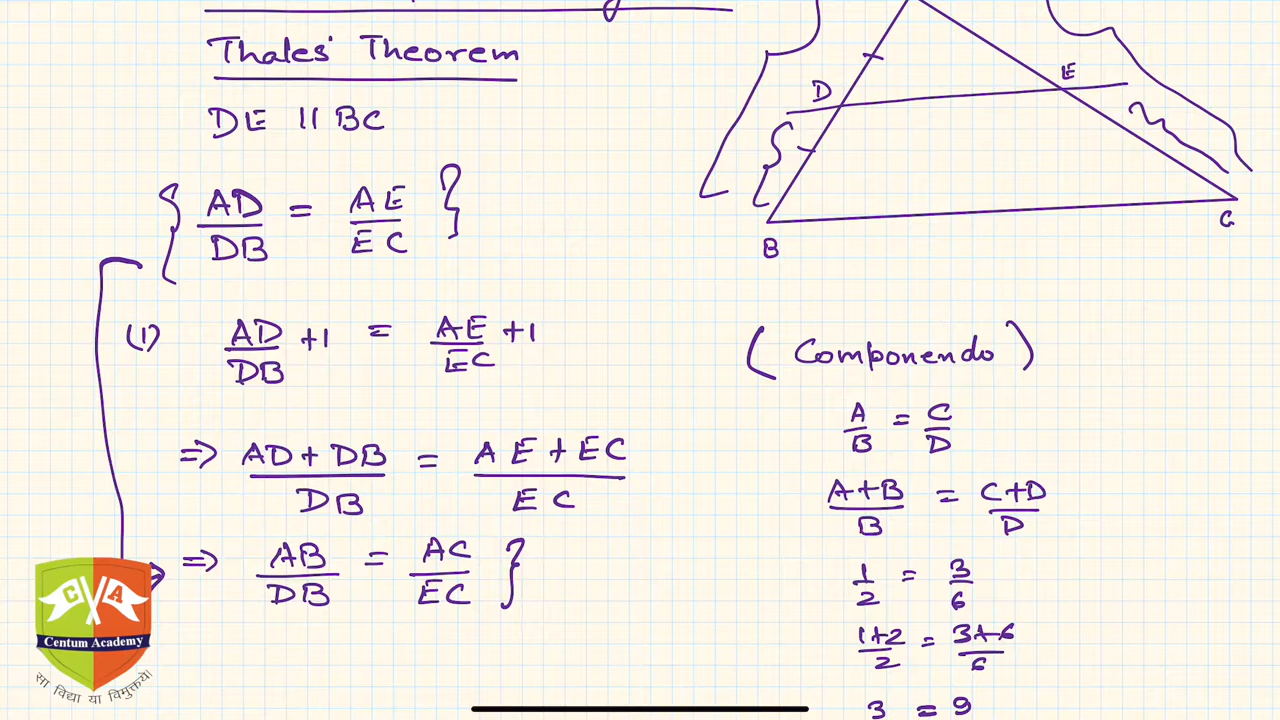 Thales' Theorem
DE || BC
AD/DB = AE/EC
(1) AD/DB +1 = AE/EC +1
=> AD+DB/DB = AE+EC/EC
=> AB/DB = AC/EC
D
E
B
C
(Componendo)
A/B = C/D
A+B/B = C+D/D
1/2 = 3/6
1+2/2 = 3+6/6
3 = 9
C A
Centum Academy
सा विद्या या विमुक्तये।